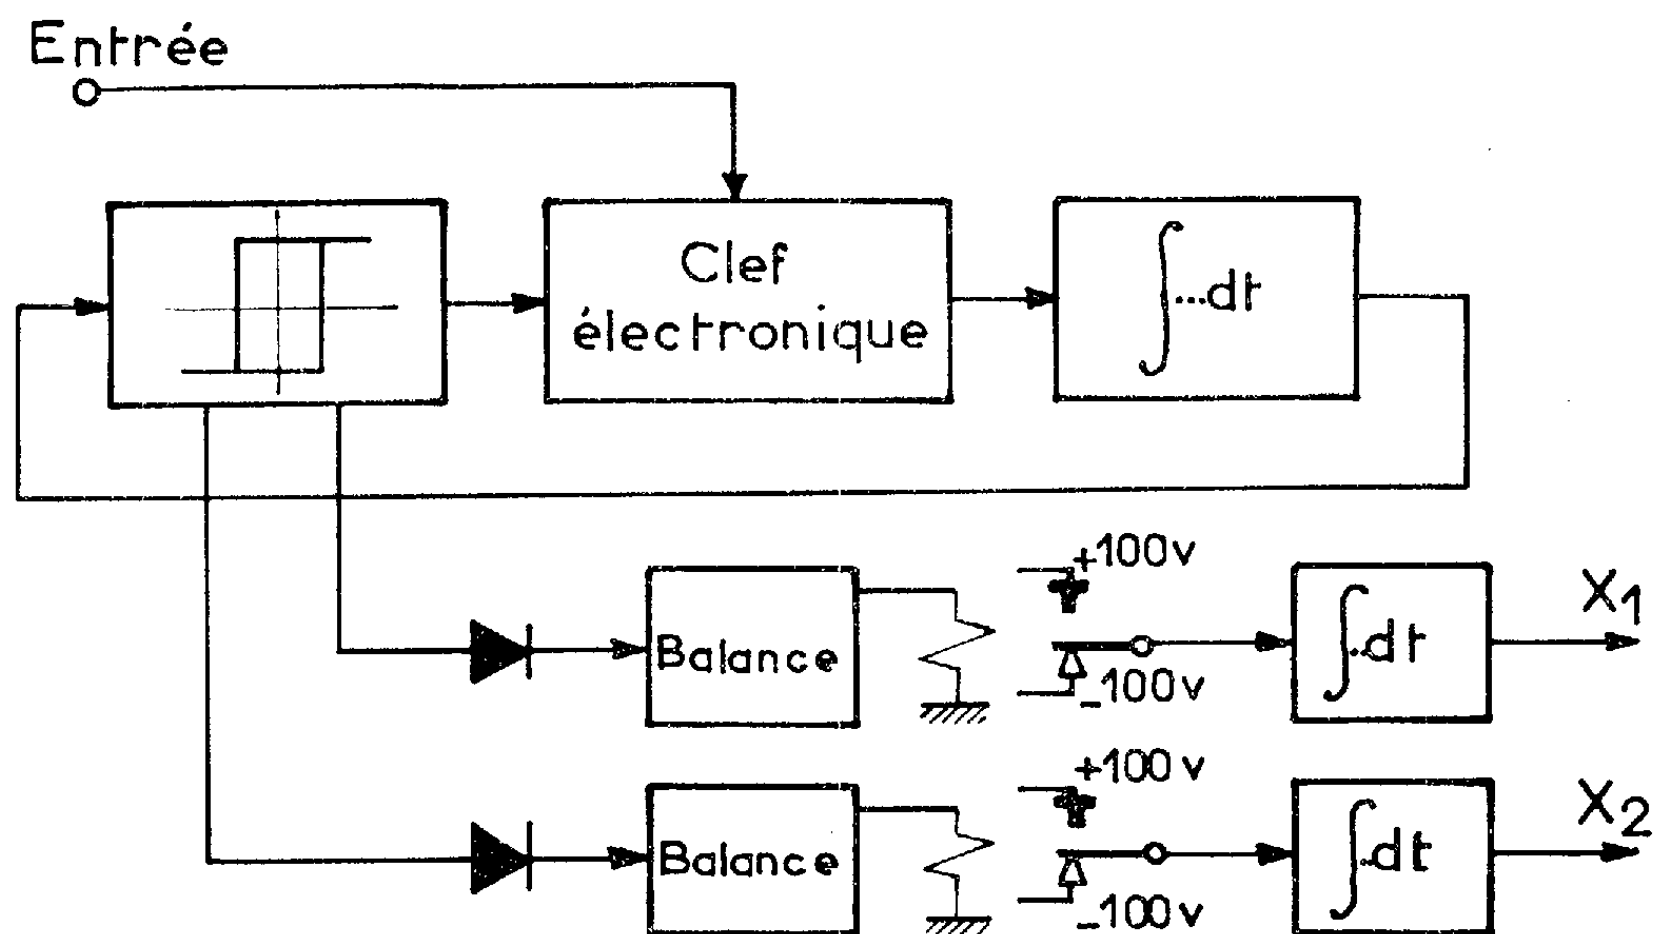 Entrée
Clef
électronique
∫...dt
+100v
-100v
Balance
∫..dt
X1
+100v
-100v
Balance
∫..dt
X2